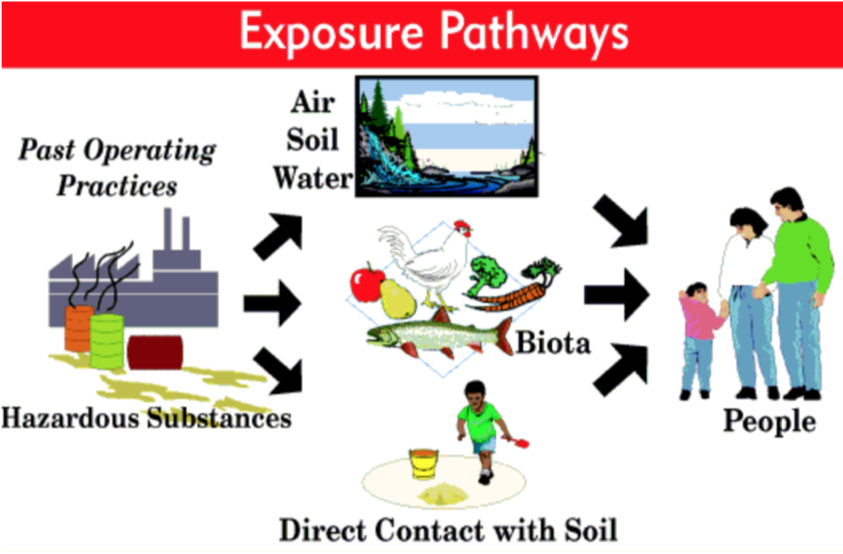 Exposure Pathways
Past Operating
Practices
Hazardous Substances
Air
Soil
Water
Biota
Direct Contact with Soil
People